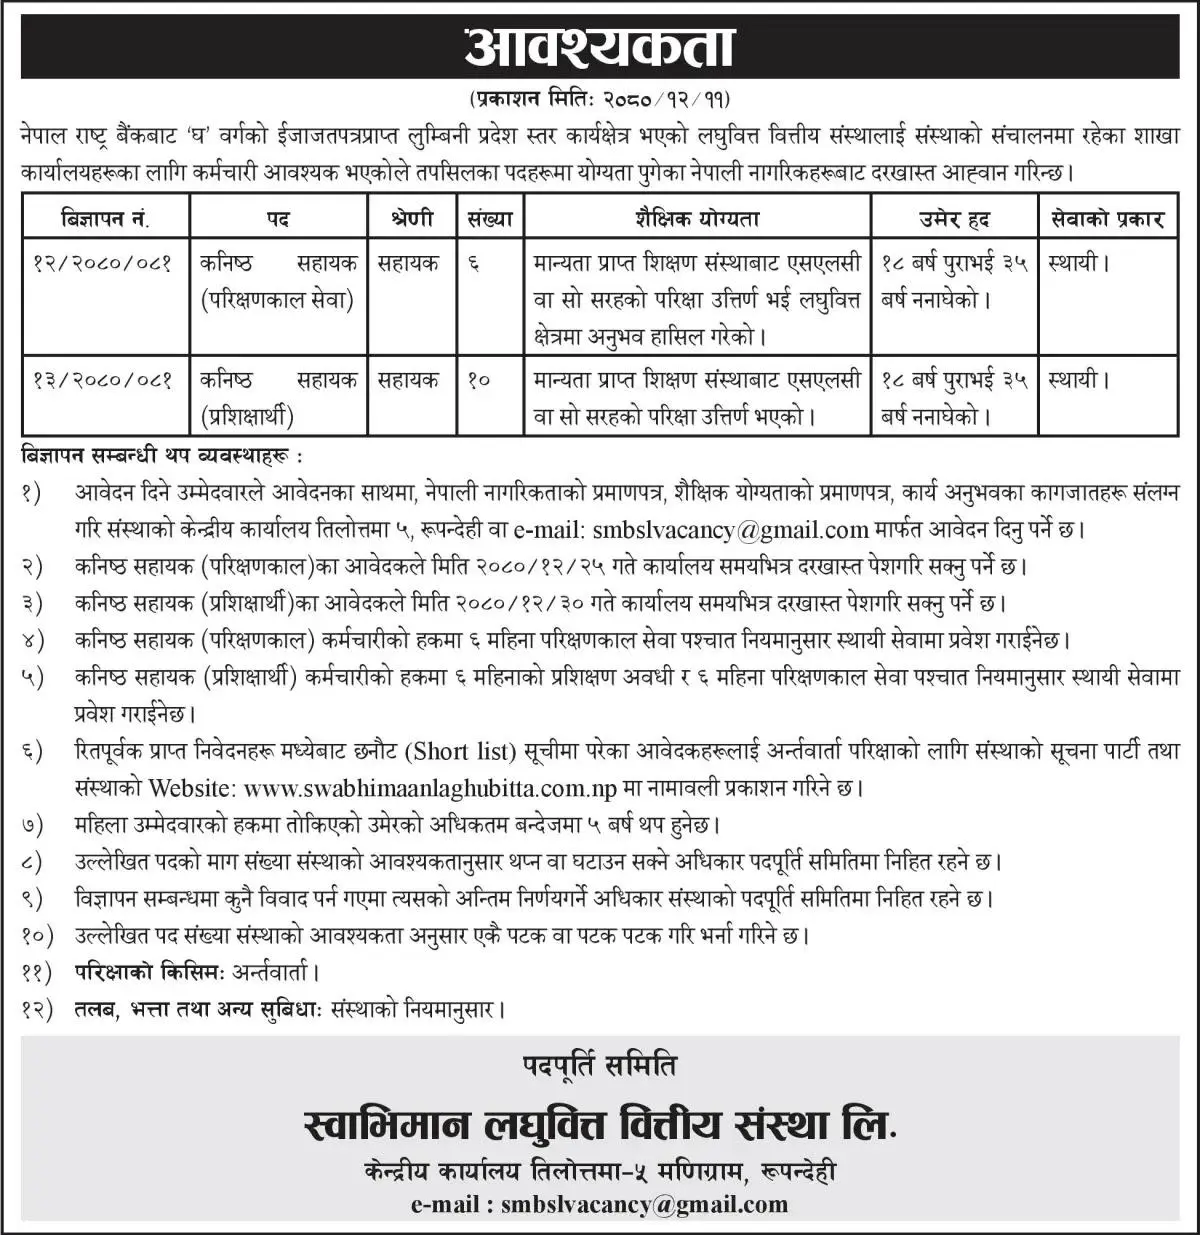 आवश्यकता
(प्रकाशन मितिः २०८०/१२/११)
नेपाल राष्ट्र बैंकबाट ‘घ’ वर्गको ईजाजतपत्रप्राप्त लुम्बिनी प्रदेश स्तर कार्यक्षेत्र भएको लघुवित्त वित्तीय संस्थालाई संस्थाको संचालनमा रहेका शाखा
कार्यालयहरूका लागि कर्मचारी आवश्यक भएकोले तपसिलका पदहरूमा योग्यता पुगेका नेपाली नागरिकहरूबाट दरखास्त आह्वान गरिन्छ।
बिज्ञापन नं. पद श्रेणी संख्या शैक्षिक योग्यता उमेर हद सेवाको प्रकार
१२/२०८०/०८१ कनिष्ठ सहायक सहायक ६ मान्यता प्राप्त शिक्षण संस्थाबाट एसएलसी १८ बर्ष पुराभई ३५ स्थायी।
(परिक्षणकाल सेवा) वा सो सरहको परिक्षा उत्तिर्ण भई लघुवित्त बर्ष ननाघेको।
क्षेत्रमा अनुभव हासिल गरेको।
१३/२०८०/०८१ कनिष्ठ सहायक सहायक १० मान्यता प्राप्त शिक्षण संस्थाबाट एसएलसी १८ बर्ष पुराभई ३५ स्थायी।
(प्रशिक्षार्थी) वा सो सरहको परिक्षा उत्तिर्ण भएको। बर्ष ननाघेको।
बिज्ञापन सम्बन्धी थप व्यवस्थाहरू :
१) आवेदन दिने उम्मेदवारले आवेदनका साथमा, नेपाली नागरिकताको प्रमाणपत्र, शैक्षिक योग्यताको प्रमाणपत्र, कार्य अनुभवका कागजातहरू संलग्न
गरि संस्थाको केन्द्रीय कार्यालय तिलोत्तमा ५, रूपन्देही वा e-mail: smbslvacancy@gmail.com मार्फत आवेदन दिनु पर्ने छ।
२) कनिष्ठ सहायक (परिक्षणकाल)का आवेदकले मिति २०८०/१२/२५ गते कार्यालय समयभित्र दरखास्त पेशगरि सक्नु पर्ने छ।
३) कनिष्ठ सहायक (प्रशिक्षार्थी)का आवेदकले मिति २०८०/१२/३० गते कार्यालय समयभित्र दरखास्त पेशगरि सक्नु पर्ने छ।
४) कनिष्ठ सहायक (परिक्षणकाल) कर्मचारीको हकमा ६ महिना परिक्षणकाल सेवा पश्चात नियमानुसार स्थायी सेवामा प्रवेश गराईनेछ।
५) कनिष्ठ सहायक (प्रशिक्षार्थी) कर्मचारीको हकमा ६ महिनाको प्रशिक्षण अवधी र ६ महिना परिक्षणकाल सेवा पश्चात नियमानुसार स्थायी सेवामा
प्रवेश गराईनेछ।
६) रितपूर्वक प्राप्त निवेदनहरू मध्येबाट छनौट (Short list) सूचीमा परेका आवेदकहरूलाई अर्न्तवार्ता परिक्षाको लागि संस्थाको सूचना पार्टी तथा
संस्थाको Website: www.swabhimaanlaghubitta.com.np मा नामावली प्रकाशन गरिने छ।
७) महिला उम्मेदवारको हकमा तोकिएको उमेरको अधिकतम बन्देजमा ५ बर्ष थप हुनेछ।
८) उल्लेखित पदको माग संख्या संस्थाको आवश्यकतानुसार थप्न वा घटाउन सक्ने अधिकार पदपूर्ति समितिमा निहित रहने छ।
९) विज्ञापन सम्बन्धमा कुनै विवाद पर्न गएमा त्यसको अन्तिम निर्णयगर्ने अधिकार संस्थाको पदपूर्ति समितिमा निहित रहने छ।
१०) उल्लेखित पद संख्या संस्थाको आवश्यकता अनुसार एकै पटक वा पटक पटक गरि भर्ना गरिने छ।
११) परिक्षाको किसिमः अर्न्तवार्ता।
१२) तलब, भत्ता तथा अन्य सुबिधाः संस्थाको नियमानुसार।
पदपूर्ति समिति
स्वाभिमान लघुवित्त वित्तीय संस्था लि.
केन्द्रीय कार्यालय तिलोत्तमा-५ मणिग्राम, रूपन्देही
e-mail : smbslvacancy@gmail.com